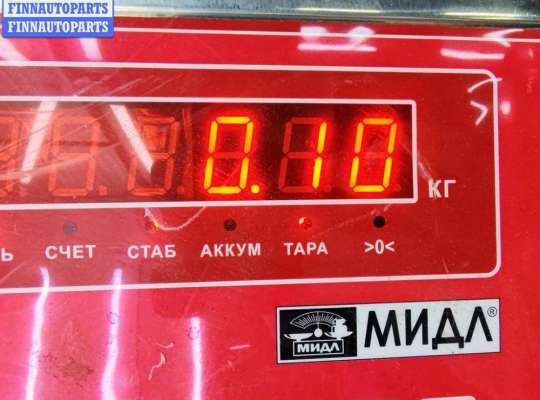 FINNAUTOPARTS
FINNAUTOPARTS
0.10
КГ
Ь СЧЕТ СТАБ АККУМ ТАРА >0<
МИДЛ МИДЛ®